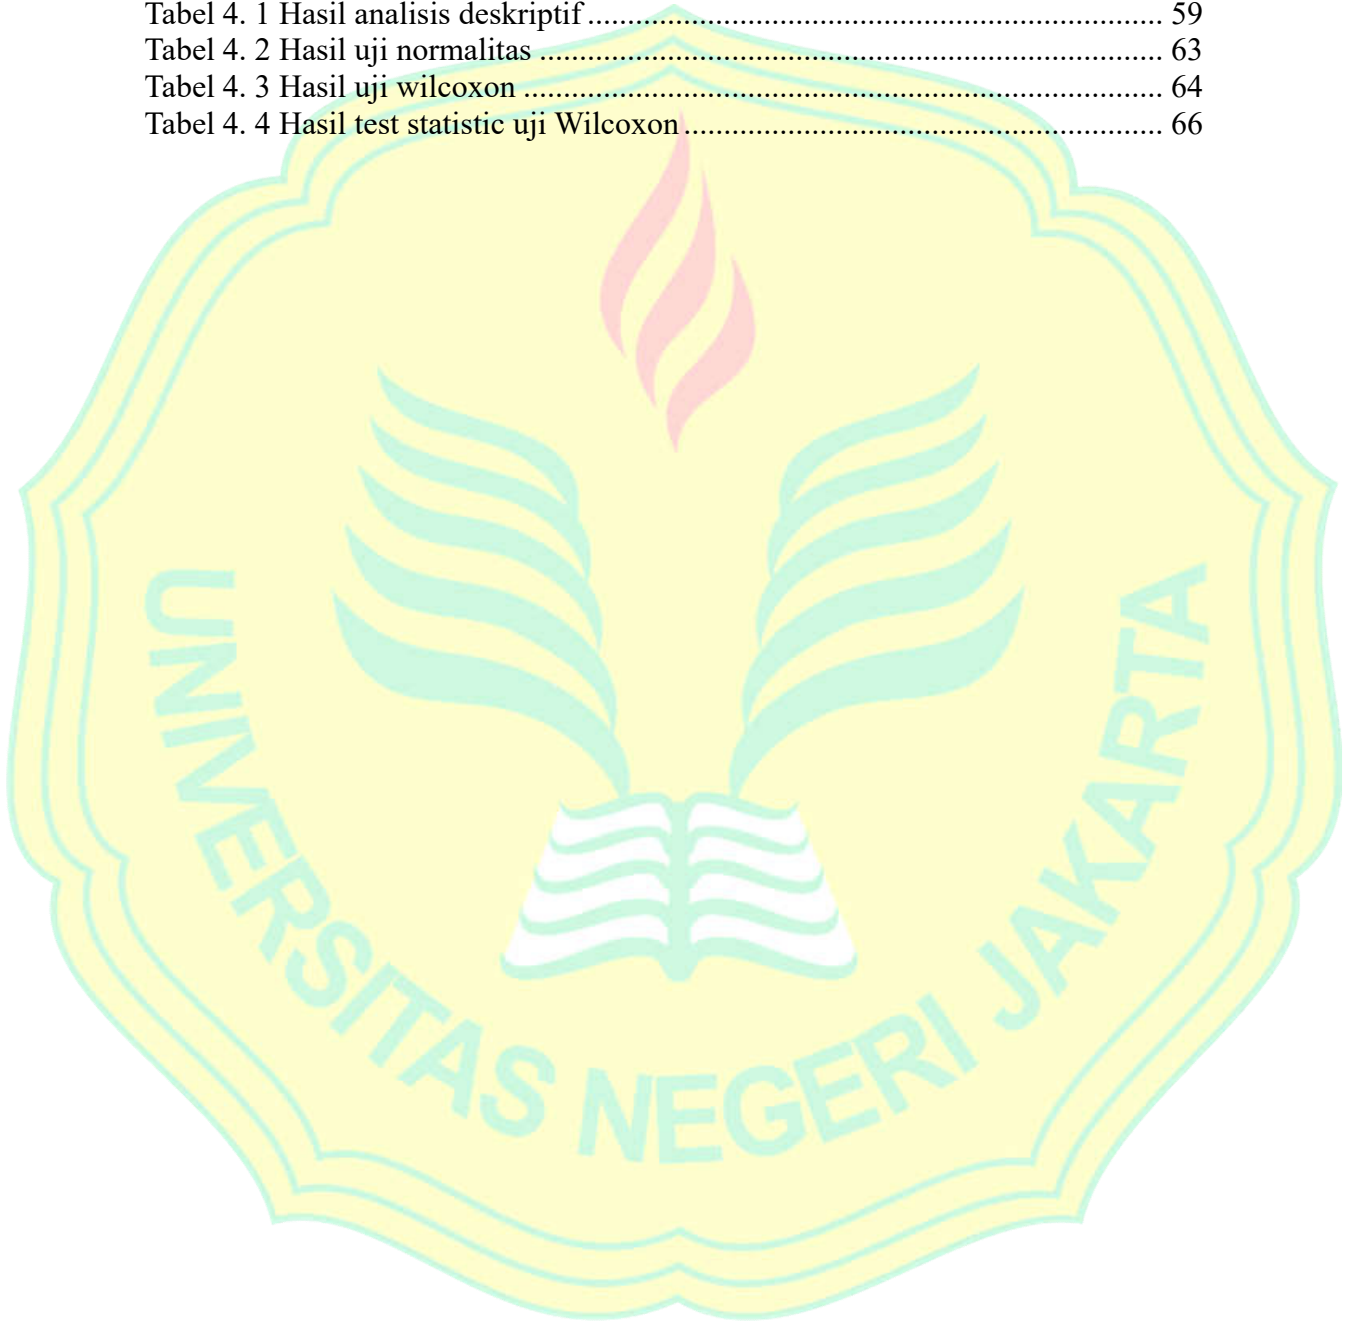 Tabel 4. 1 Hasil analisis deskriptif ........................................................................ 59
Tabel 4. 2 Hasil uji normalitas .............................................................................. 63
Tabel 4. 3 Hasil uji wilcoxon ................................................................................ 64
Tabel 4. 4 Hasil test statistic uji Wilcoxon ............................................................ 66
UNIVERSITAS NEGERI JAKARTA